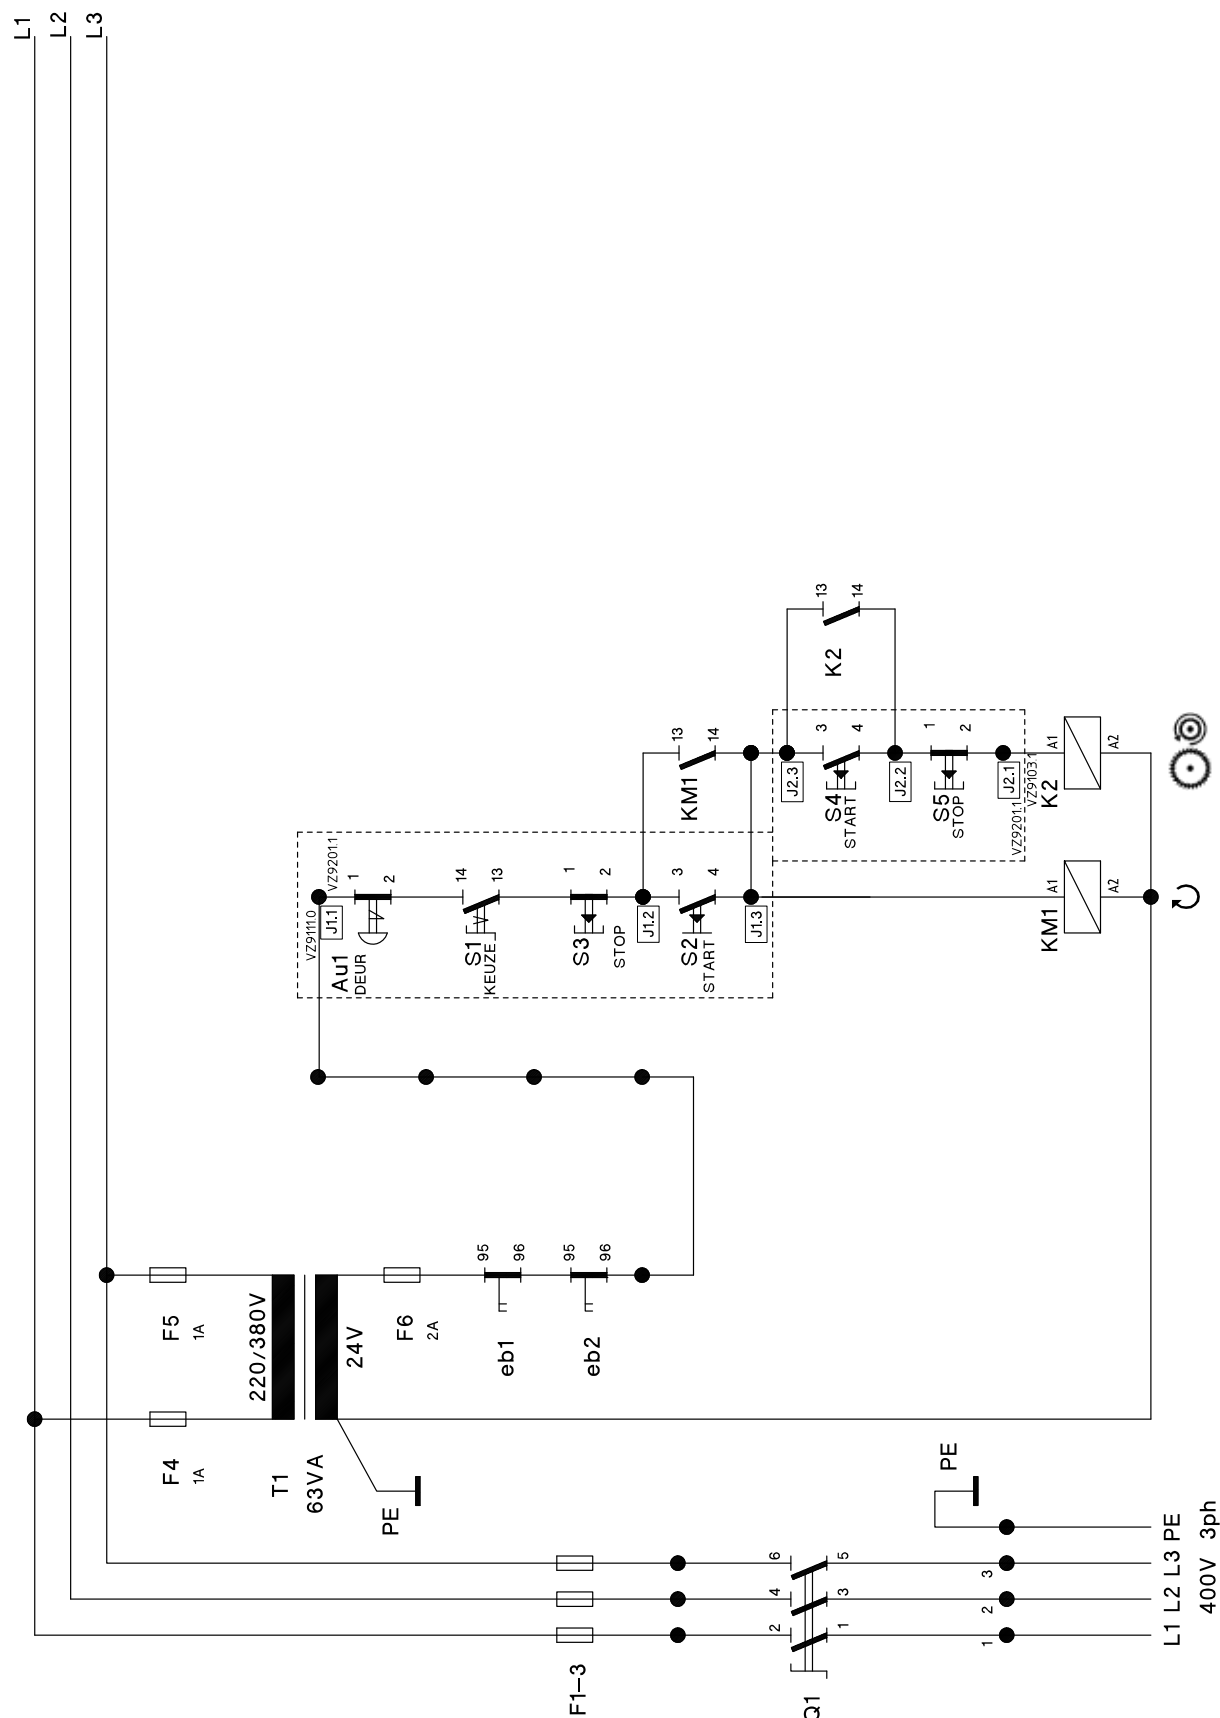 L1
L2
L3
13
14
K2
13
14
KM1
3
4
J2.3
S4
START
J2.2
1
2
S5
STOP
J2.1
VZ9201.1
VZ9103.1
K2
A1
A2
VZ9111.0
VZ9201.1
J1.1
1
2
Au1
DEUR
14
13
S1
KEUZE
1
2
S3
STOP
J1.2
3
4
S2
START
J1.3
KM1
A1
A2
F5
1A
220/380V
24V
F6
2A
95
96
eb1
95
96
eb2
F4
1A
T1
63VA
PE
PE
F1-3
6
4
2
5
3
1
Q1
3
2
1
L1 L2 L3 PE
400V 3ph